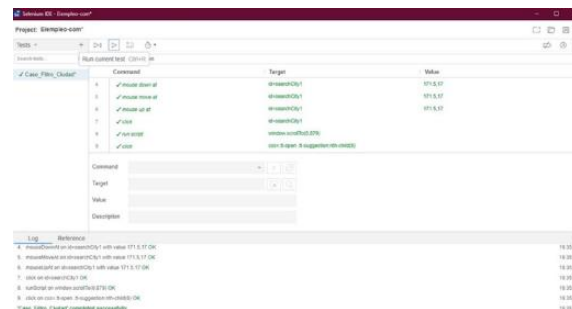 Selenium IDE - Elempleo-com*
Project: Elempleo-com*
Tests
Search tests...
Run current test Ctrl+R
✓ Case_Filtro_Ciudad*
Command Target Value
4 ✓ mouse down at id=searchCity1 171.5,17
5 ✓ mouse move at id=searchCity1 171.5,17
6 ✓ mouse up at id=searchCity1 171.5,17
7 ✓ click id=searchCity1
8 ✓ run script window.scrollTo(0,879)
9 ✓ click css=.tt-open .tt-suggestion:nth-child(6)
Command
Target
Value
Description
Log Reference
4. mouseDownAt on id=searchCity1 with value 171.5,17 OK
5. mouseMoveAt on id=searchCity1 with value 171.5,17 OK
6. mouseUpAt on id=searchCity1 with value 171.5,17 OK
7. click on id=searchCity1 OK
8. runScript on window.scrollTo(0,879) OK
9. click on css=.tt-open .tt-suggestion:nth-child(6) OK
'Case_Filtro_Ciudad' completed successfully